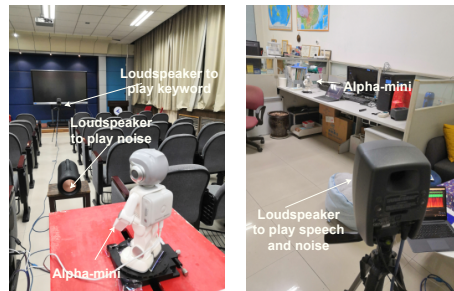 Loudspeaker to
play keyword
Loudspeaker
to play noise
Alpha-mini
Alpha-mini
Loudspeaker
to play speech
and noise